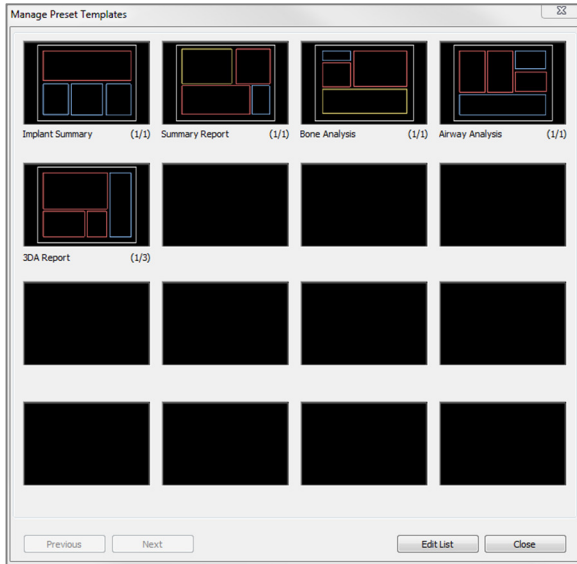 Manage Preset Templates
Implant Summary (1/1) Summary Report (1/1) Bone Analysis (1/1) Airway Analysis (1/1)
3DA Report (1/3)
Previous Next Edit List Close